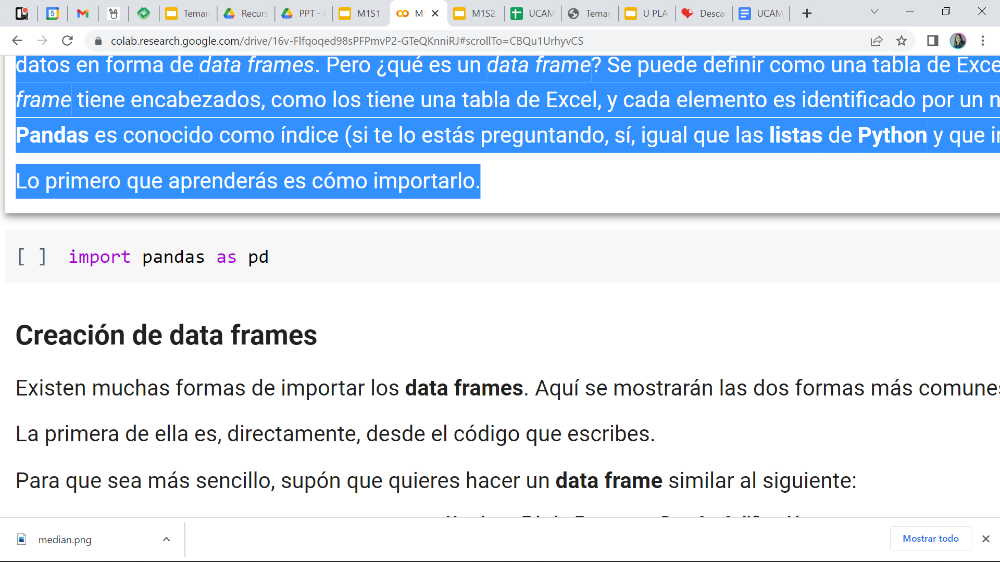 5 Temari Recurs PPT - M1S1_ M M1S2_ UCAM Temar U PLA Desca UCAM
colab.research.google.com/drive/16v-Flfqoqed98sPFPmvP2-GTeQKnniRJ#scrollTo=CBQu1UrhyvCS
datos en forma de data frames. Pero ¿qué es un data frame? Se puede definir como una tabla de Exce
frame tiene encabezados, como los tiene una tabla de Excel, y cada elemento es identificado por un n
Pandas es conocido como índice (si te lo estás preguntando, sí, igual que las listas de Python y que i
Lo primero que aprenderás es cómo importarlo.
[ ] import pandas as pd
Creación de data frames
Existen muchas formas de importar los data frames. Aquí se mostrarán las dos formas más comunes
La primera de ella es, directamente, desde el código que escribes.
Para que sea más sencillo, supón que quieres hacer un data frame similar al siguiente:
median.png
Mostrar todo